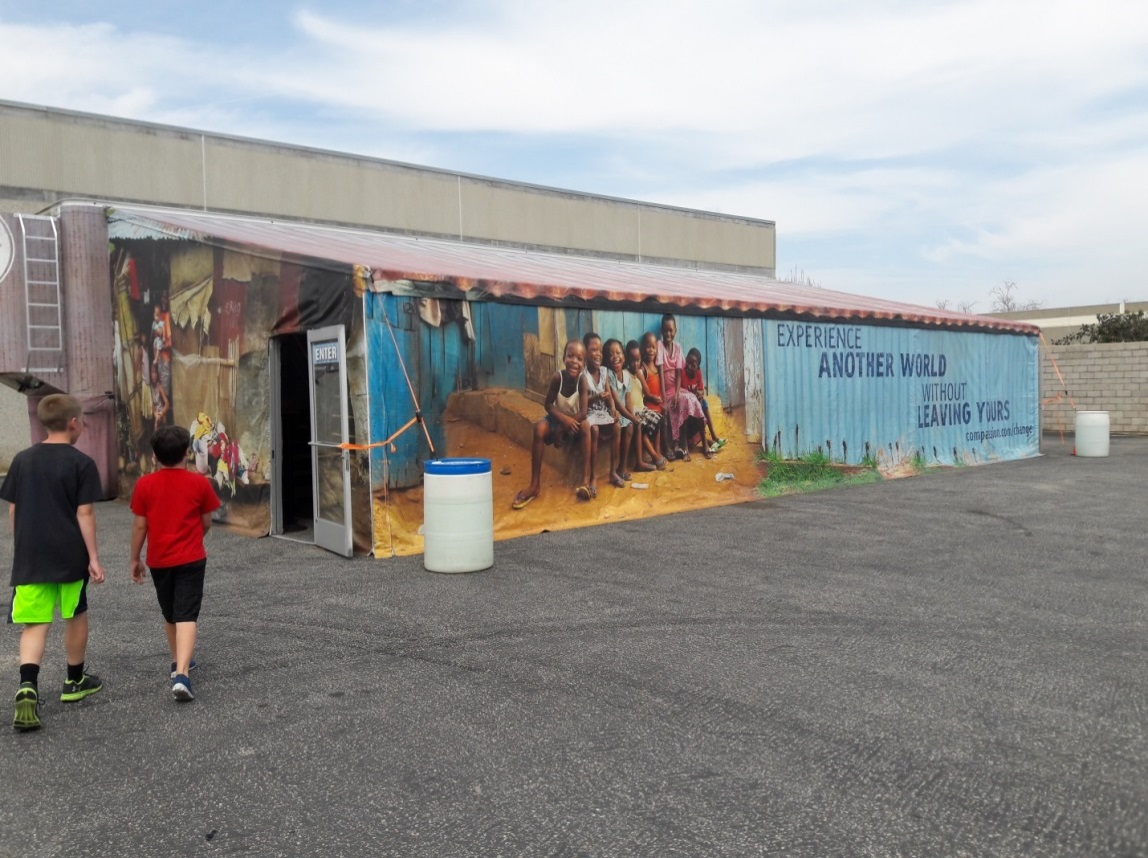 ENTER
EXPERIENCE
ANOTHER WORLD
WITHOUT
LEAVING YOURS
compassion.com/change